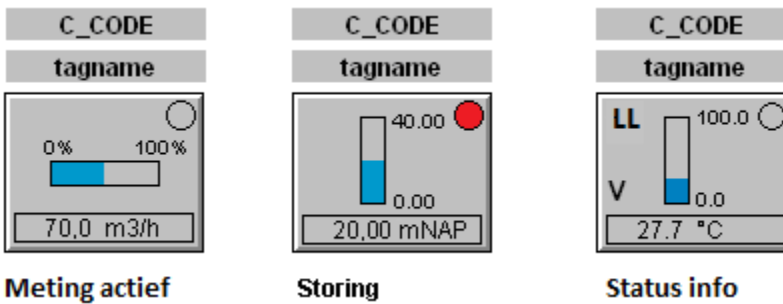 C_CODE
tagname
0% 100%
70,0 m3/h
Meting actief
C_CODE
tagname
40.00
0.00
20,00 mNAP
Storing
C_CODE
tagname
LL 100.0
V 0.0
27.7 °C
Status info